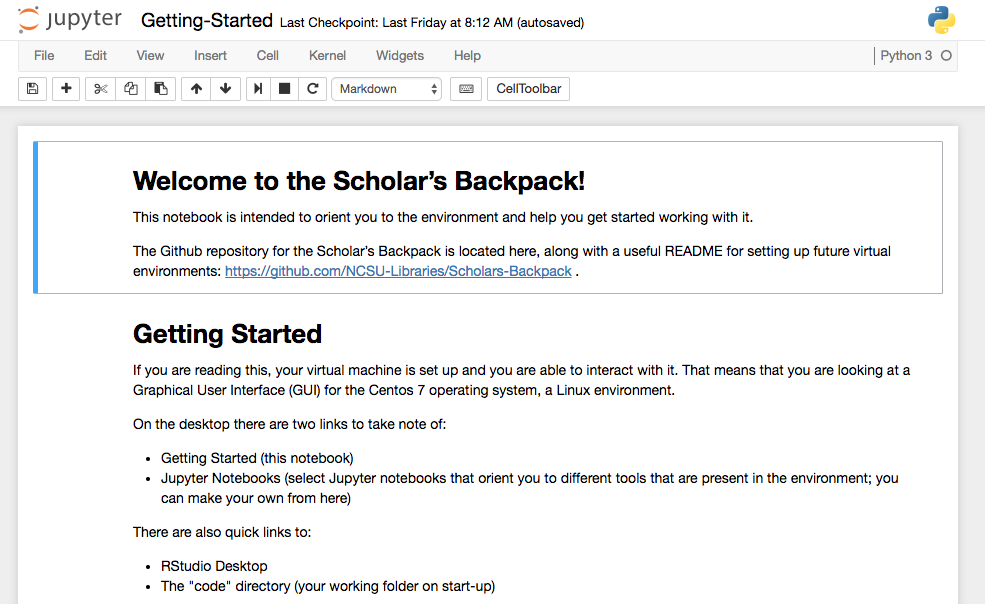 jupyter Getting-Started Last Checkpoint: Last Friday at 8:12 AM (autosaved)
File Edit View Insert Cell Kernel Widgets Help Python 3
Markdown CellToolbar
Welcome to the Scholar’s Backpack!
This notebook is intended to orient you to the environment and help you get started working with it.
The Github repository for the Scholar’s Backpack is located here, along with a useful README for setting up future virtual
environments: https://github.com/NCSU-Libraries/Scholars-Backpack .
Getting Started
If you are reading this, your virtual machine is set up and you are able to interact with it. That means that you are looking at a
Graphical User Interface (GUI) for the Centos 7 operating system, a Linux environment.
On the desktop there are two links to take note of:
• Getting Started (this notebook)
• Jupyter Notebooks (select Jupyter notebooks that orient you to different tools that are present in the environment; you
can make your own from here)
There are also quick links to:
• RStudio Desktop
• The "code" directory (your working folder on start-up)